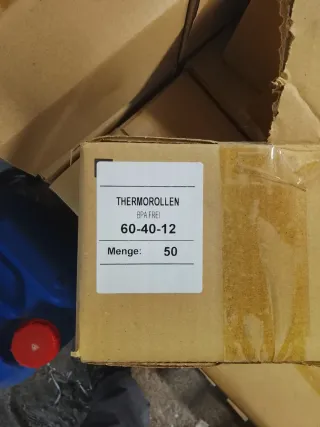 THERMOROLLEN
BPA FREI
60-40-12
Menge: 50